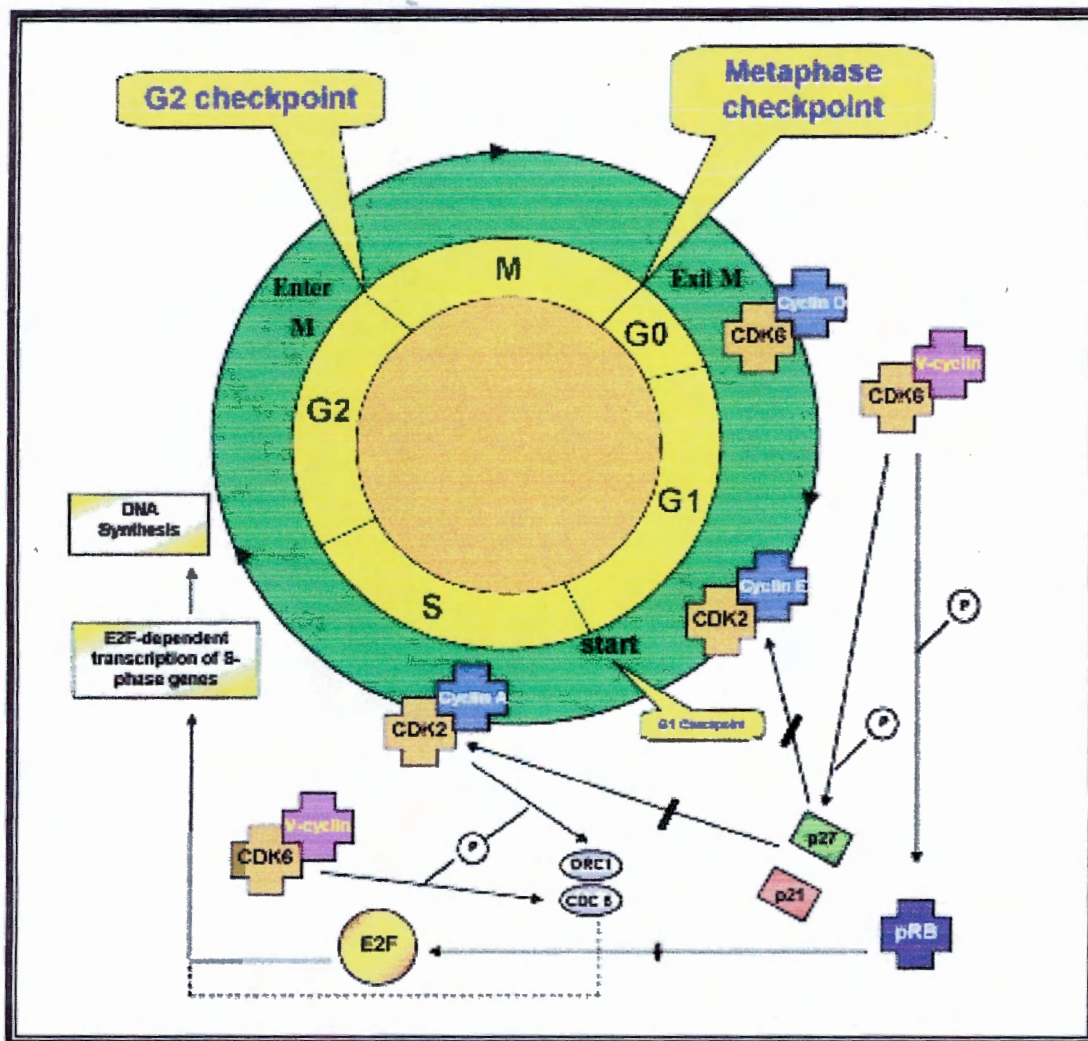 G2 checkpoint
Metaphase
checkpoint
M
Enter
M
Exit M
G0
Cyclin D
CDK6
V-cyclin
CDK6
G2
G1
DNA
Synthesis
Cyclin E
CDK2
S
start
P
E2F-dependent
transcription of S-
phase genes
Cyclin A
CDK2
G1 Checkpoint
P
V-cyclin
CDK6
P
ORC1
CDC 6
p27
p21
E2F
pRB